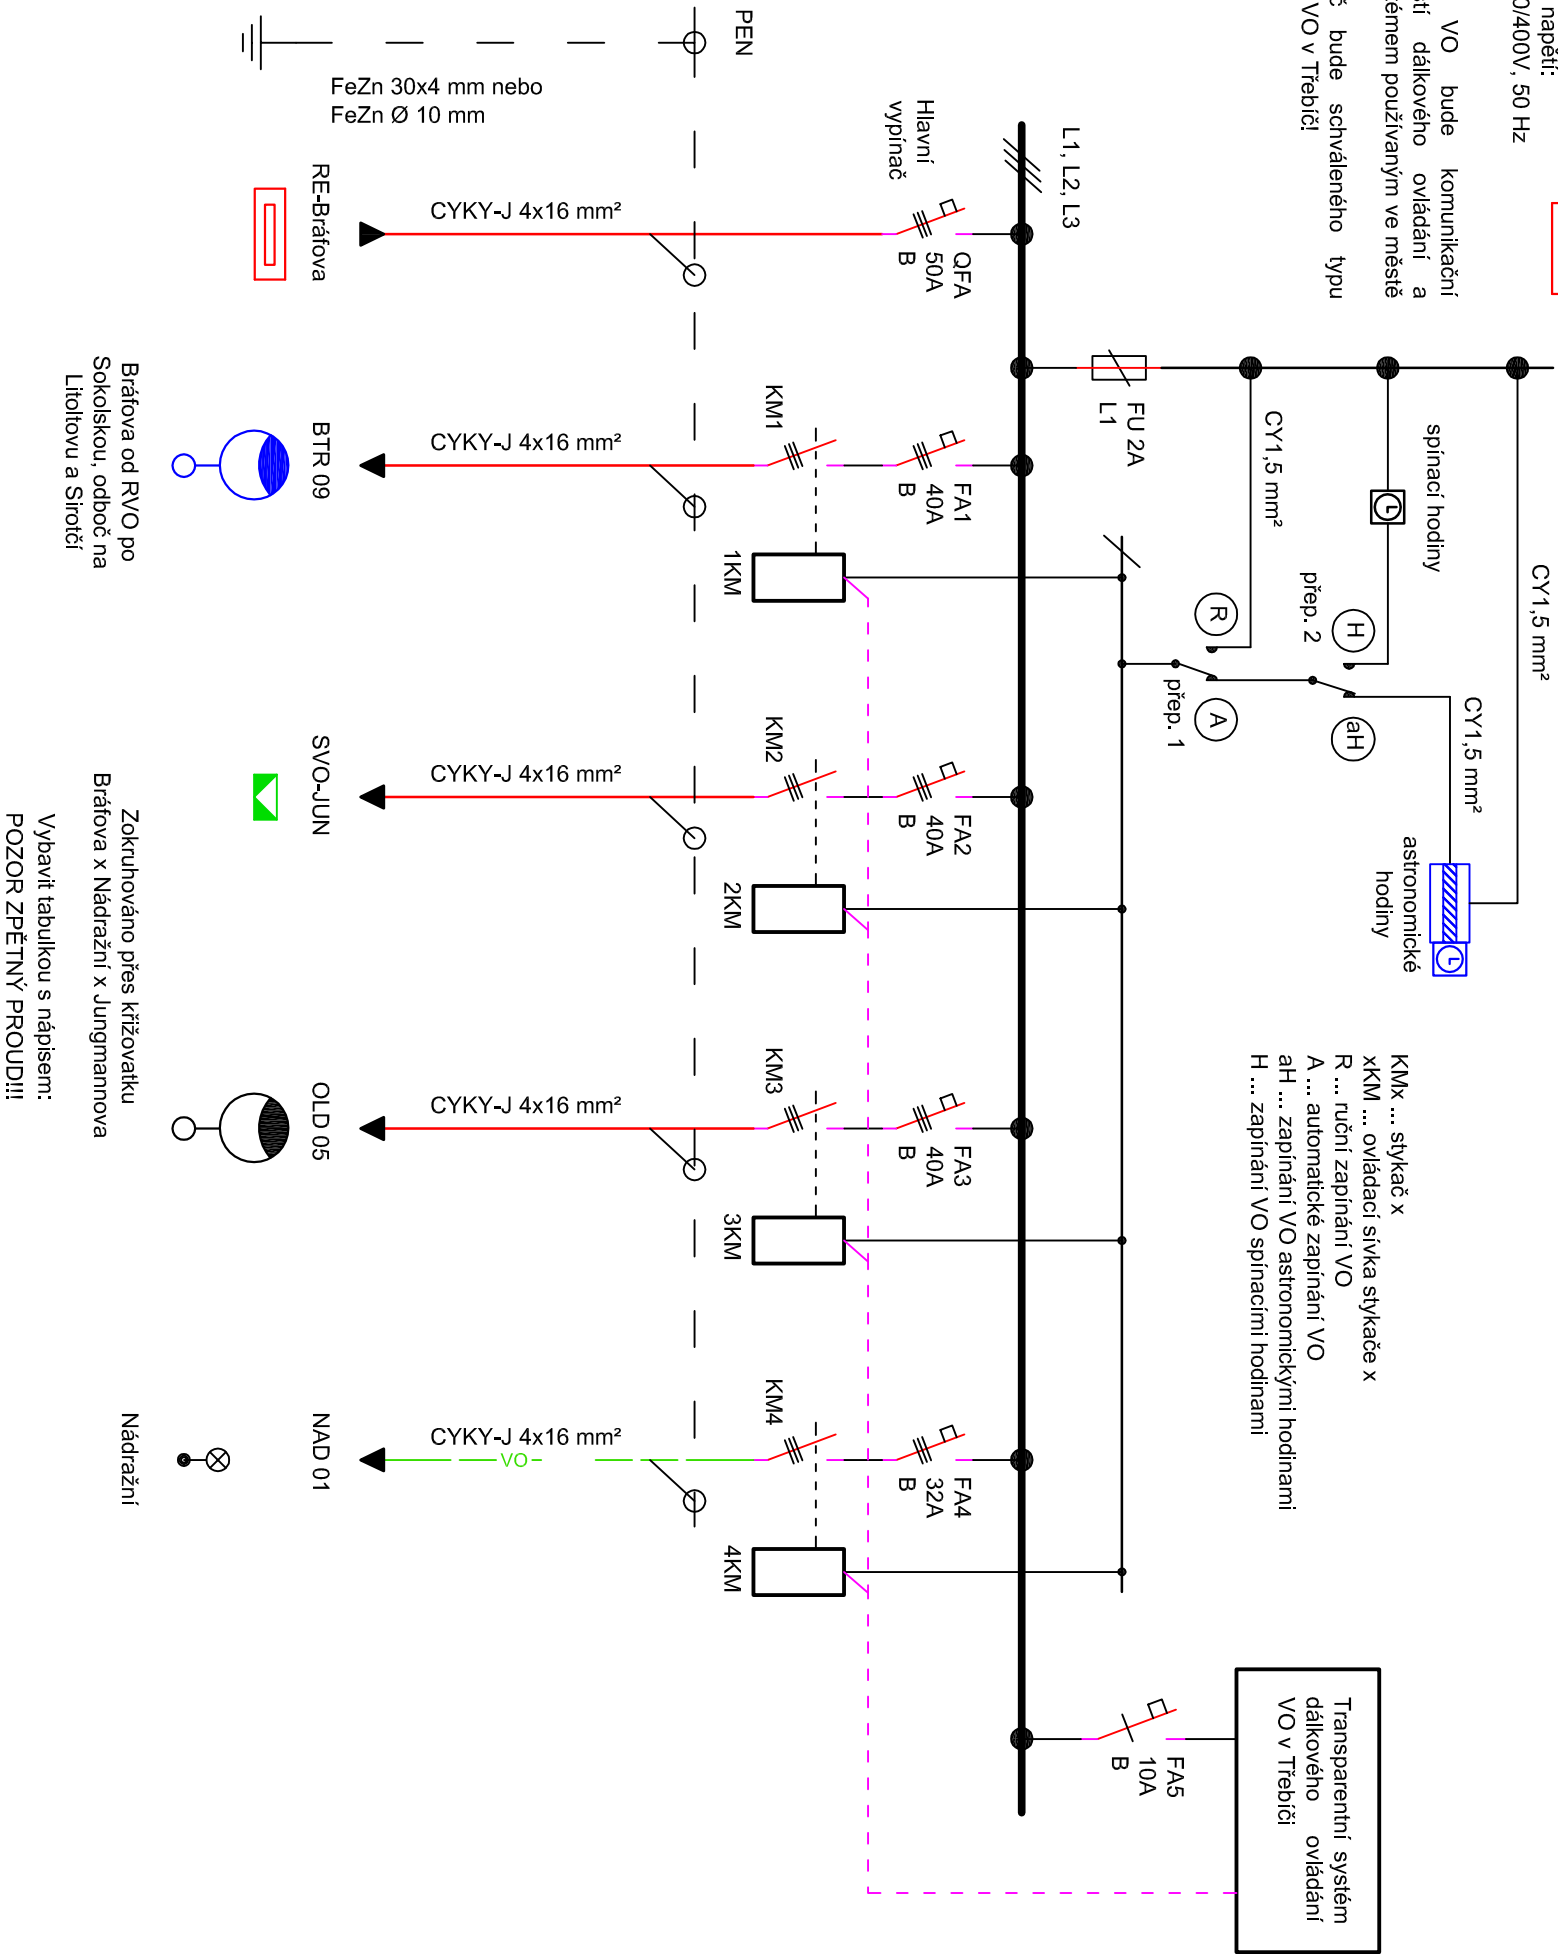 napětí:
0/400V, 50 Hz
VO bude komunikační
dálkového ovládání a
používaným ve městě
bude schváleného typu
VO v Třebíč!
CY1,5 mm²
spínací hodiny
CY1,5 mm²
CY1,5 mm²
astronomické
hodiny
H
aH
přep. 2
R
A
přep. 1
FU 2A
L1
L1, L2, L3
KMx ... stykač x
xKM ... ovládací sívka stykače x
R ... ruční zapínání VO
A ... automatické zapínání VO
aH ... zapínání VO astronomickými hodinami
H ... zapínání VO spínacími hodinami
Transparentní systém
dálkového ovládání
VO v Třebíči
FA5
10A
B
Hlavní
vypínač
QFA
50A
B
FA1
40A
B
FA2
40A
B
FA3
40A
B
FA4
32A
B
KM1
1KM
KM2
2KM
KM3
3KM
KM4
4KM
PEN
FeZn 30x4 mm nebo
FeZn Ø 10 mm
CYKY-J 4x16 mm²
CYKY-J 4x16 mm²
CYKY-J 4x16 mm²
CYKY-J 4x16 mm²
CYKY-J 4x16 mm²
VO
RE-Bráfova
BTR 09
SVO-JUN
OLD 05
NAD 01
Bráfova od RVO po
Sokolskou, odboč na
Litoltovu a Sirotčí
Zokruhováno přes křižovatku
Bráfova x Nádražní x Jungmannova
Vybavit tabulkou s nápisem:
POZOR ZPĚTNÝ PROUD!!!
Nádražní